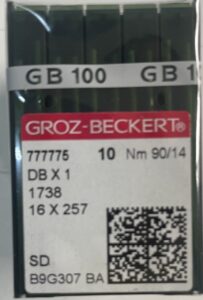 GB 100 GB 1
GROZ-BECKERT®
777775 10 Nm 90/14
DB X 1
1738
16 X 257
SD
B9G307 BA